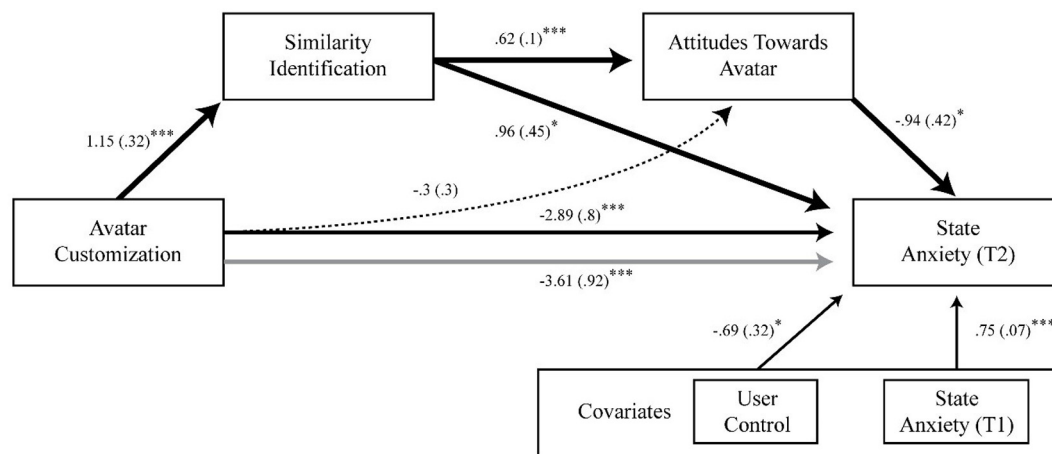 Similarity
Identification
.62 (.1)***
Attitudes Towards
Avatar
1.15 (.32)***
.96 (.45)*
-.94 (.42)*
-.3 (.3)
Avatar
Customization
-2.89 (.8)***
-3.61 (.92)***
State
Anxiety (T2)
-.69 (.32)*
.75 (.07)***
Covariates
User
Control
State
Anxiety (T1)